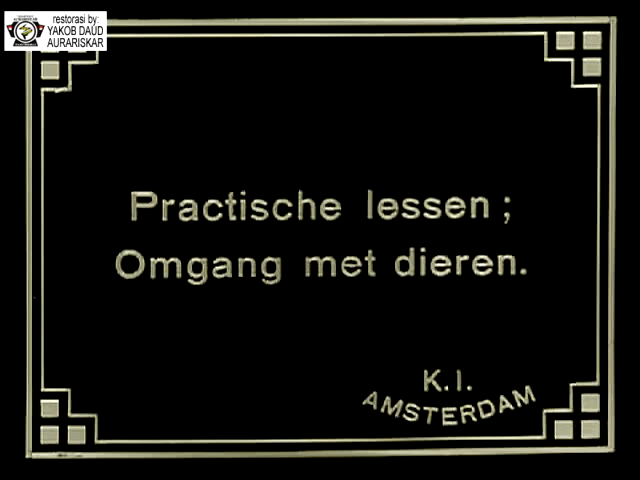 restorasi by:
YAKOB DAUD
AURARISKAR
Practische lessen;
Omgang met dieren.
K.I.
AMSTERDAM